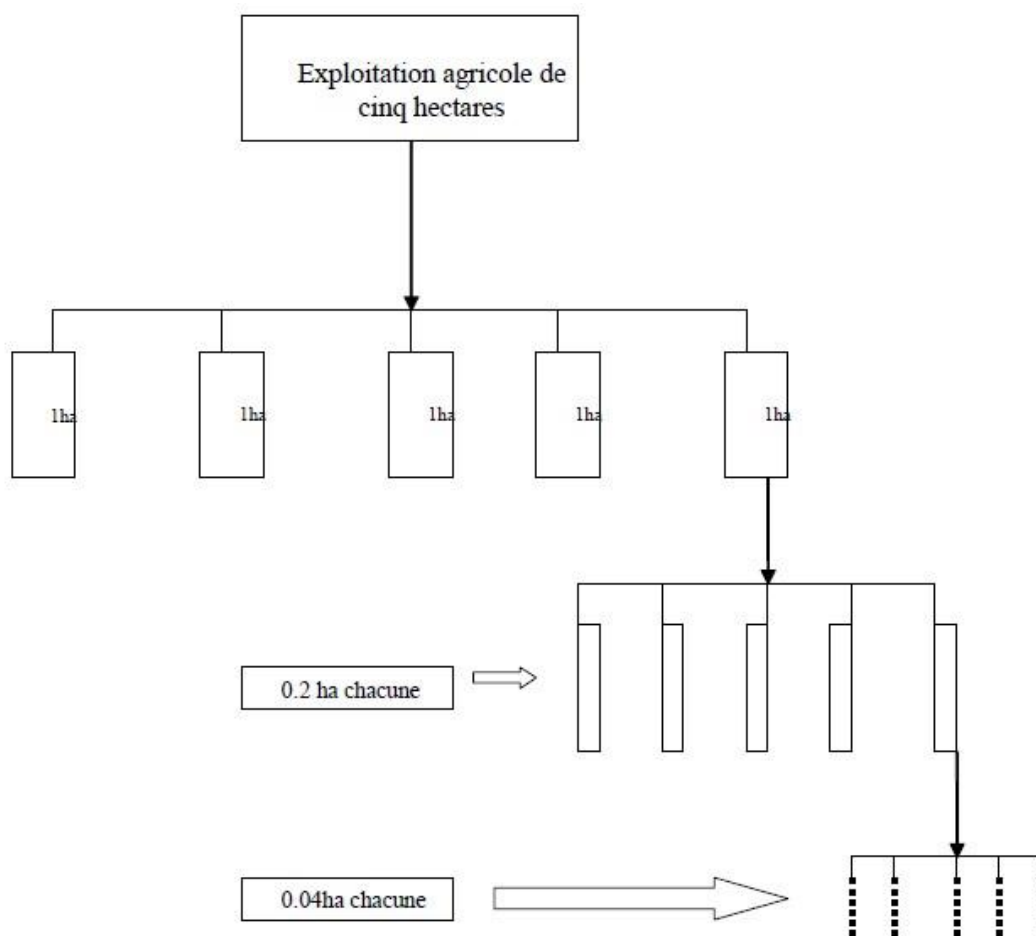 Exploitation agricole de
cinq hectares
1ha
1ha
1ha
1ha
1ha
0.2 ha chacune
0.04ha chacune